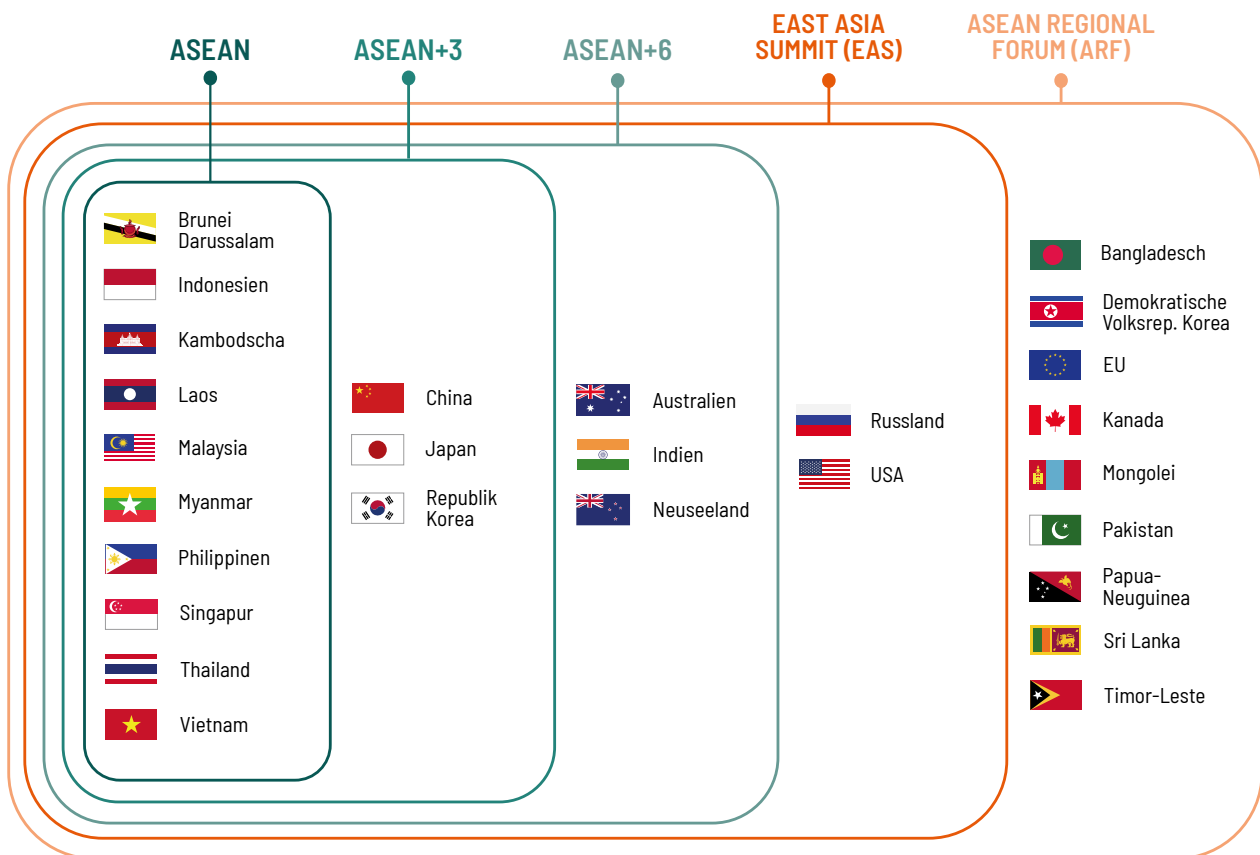 ASEAN
ASEAN+3
ASEAN+6
EAST ASIA
SUMMIT (EAS)
ASEAN REGIONAL
FORUM (ARF)
Brunei
Darussalam
Indonesien
Kambodscha
Laos
Malaysia
Myanmar
Philippinen
Singapur
Thailand
Vietnam
China
Japan
Republik
Korea
Australien
Indien
Neuseeland
Russland
USA
Bangladesch
Demokratische
Volksrep. Korea
EU
Kanada
Mongolei
Pakistan
Papua-
Neuguinea
Sri Lanka
Timor-Leste